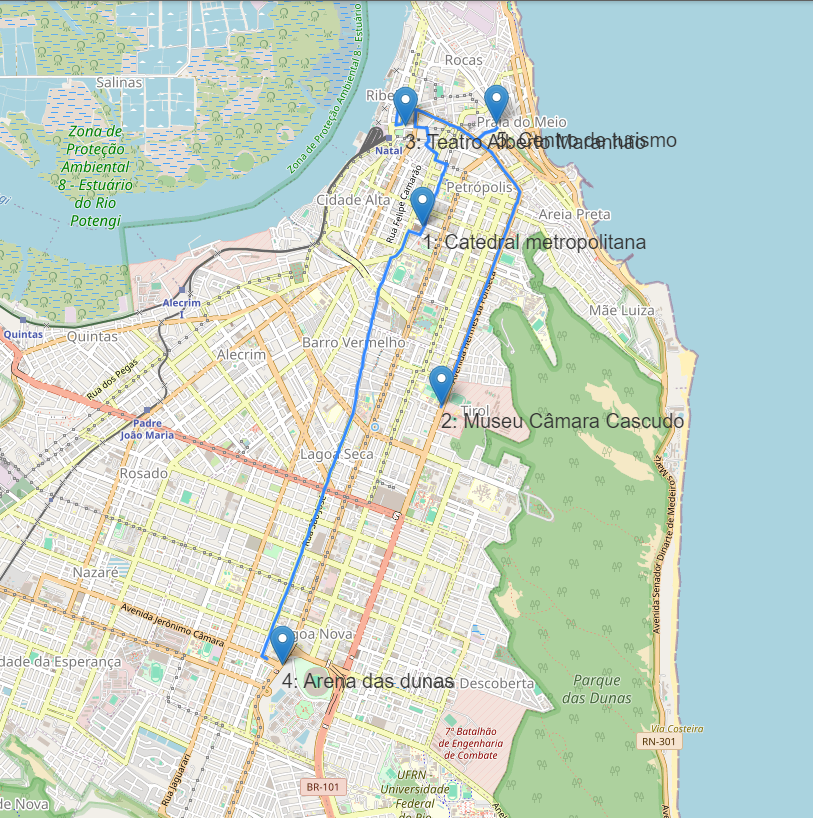 Rocas
Salinas
Ribe
Praia do Meio
Zona de
Proteção
Ambiental
8 - Estuário
do Rio
Potengi
Zona de Proteção Ambiental 8 - Estuário
3: Teatro Alberto Maranhão
5: Centro de turismo
Natal
Petrópolis
Cidade Alta
Rua Felipe Camarão
Areia Preta
1: Catedral metropolitana
Alecrim
I
Mãe Luiza
Avenida Hermes da Fonseca
Quintas
Quintas
Barro Vermelho
Alecrim
Rua dos Pegas
Tirol
2: Museu Câmara Cascudo
Padre
João Maria
Lagoa Seca
Rosado
Rua São José
Avenida Senador Dinarte de Medeiros Mariz
Nazaré
Avenida Jerônimo Câmara
goa Nova
dade da Esperança
4: Arena das dunas
Descoberta
Parque
das Dunas
Via Costeira
RN-301
7º Batalhão
de Engenharia
de Combate
Rua Jaguarari
UFRN -
Universidade
Federal
do Rio
BR-101
de Nova